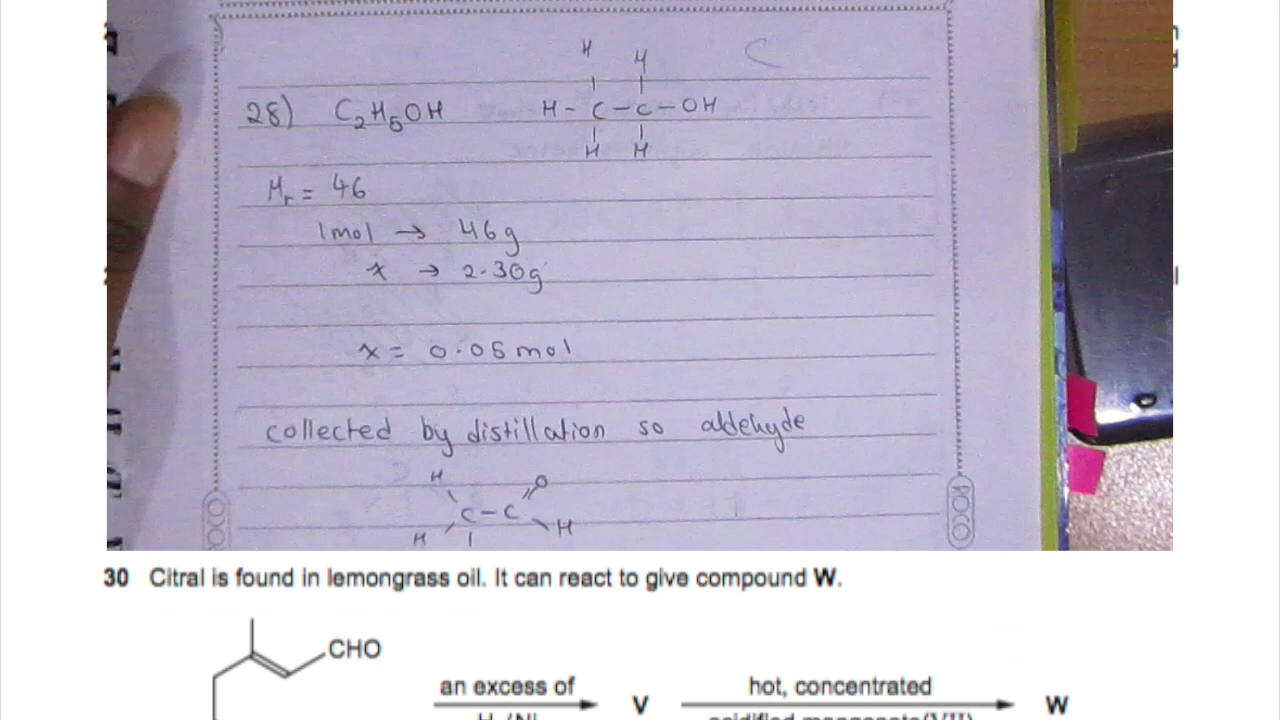 H H C
28) C2H5OH H - C - C - OH
H H
Mr = 46
1mol → 46g
x → 2.30g
x = 0.05 mol
collected by distillation so aldehyde
H O
C - C
H H
30 Citral is found in lemongrass oil. It can react to give compound W.
CHO
an excess of V hot, concentrated W